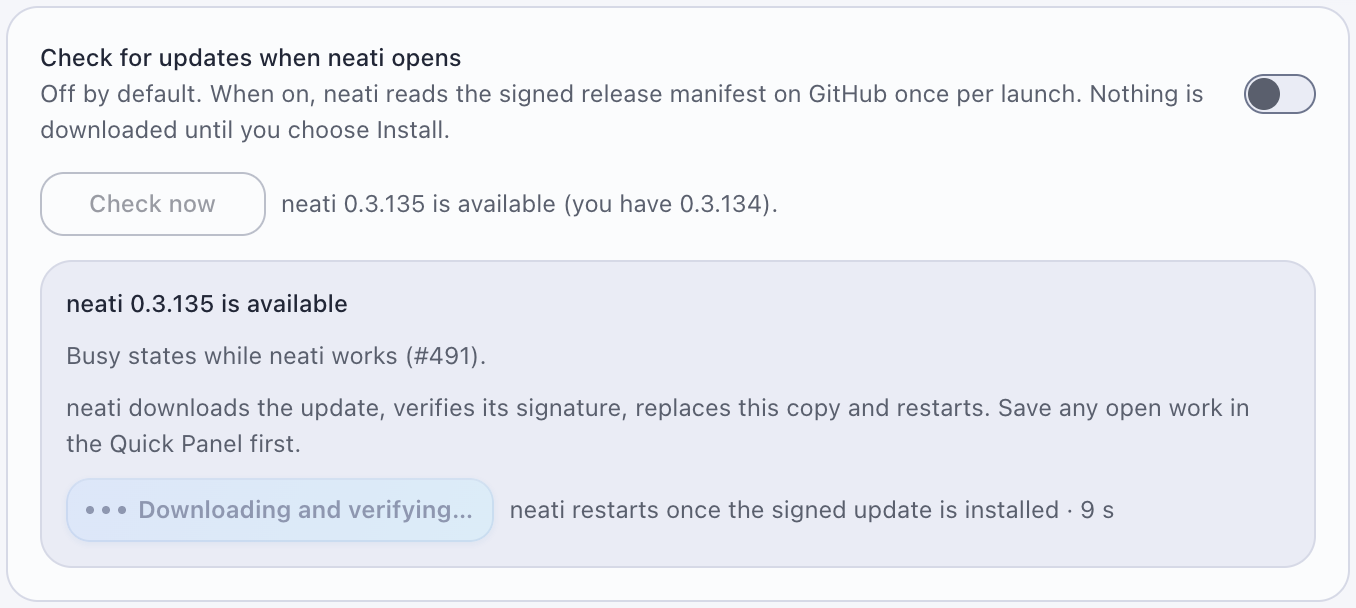 Check for updates when neati opens
Off by default. When on, neati reads the signed release manifest on GitHub once per launch. Nothing is
downloaded until you choose Install.
Check now
neati 0.3.135 is available (you have 0.3.134).
neati 0.3.135 is available
Busy states while neati works (#491).
neati downloads the update, verifies its signature, replaces this copy and restarts. Save any open work in
the Quick Panel first.
Downloading and verifying...
neati restarts once the signed update is installed · 9 s